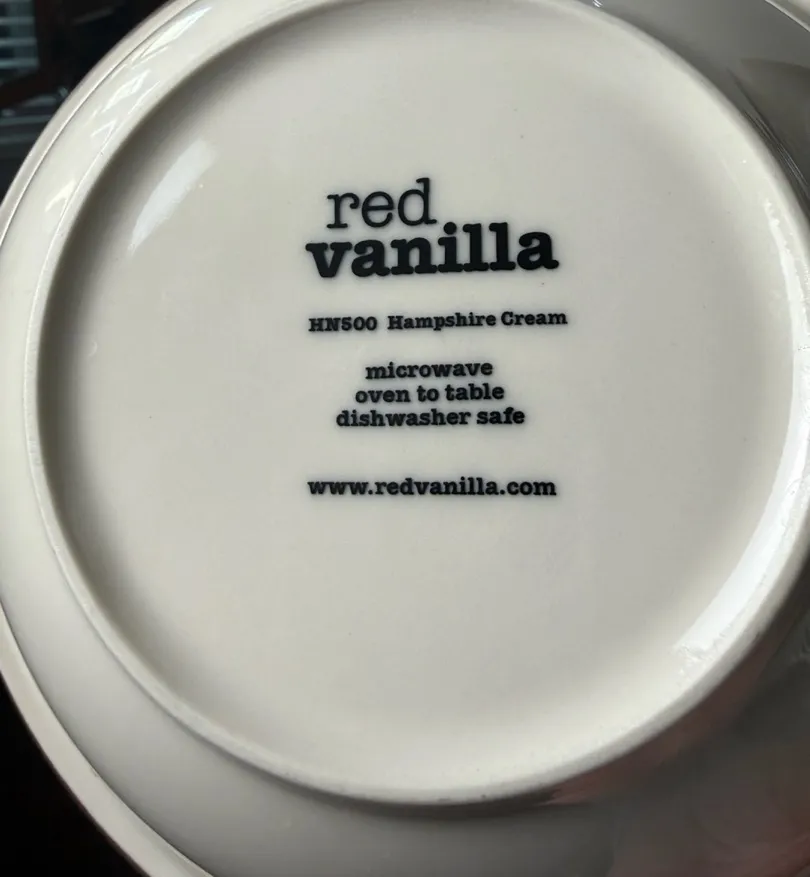 red
vanilla
HN500 Hampshire Cream
microwave
oven to table
dishwasher safe
www.redvanilla.com